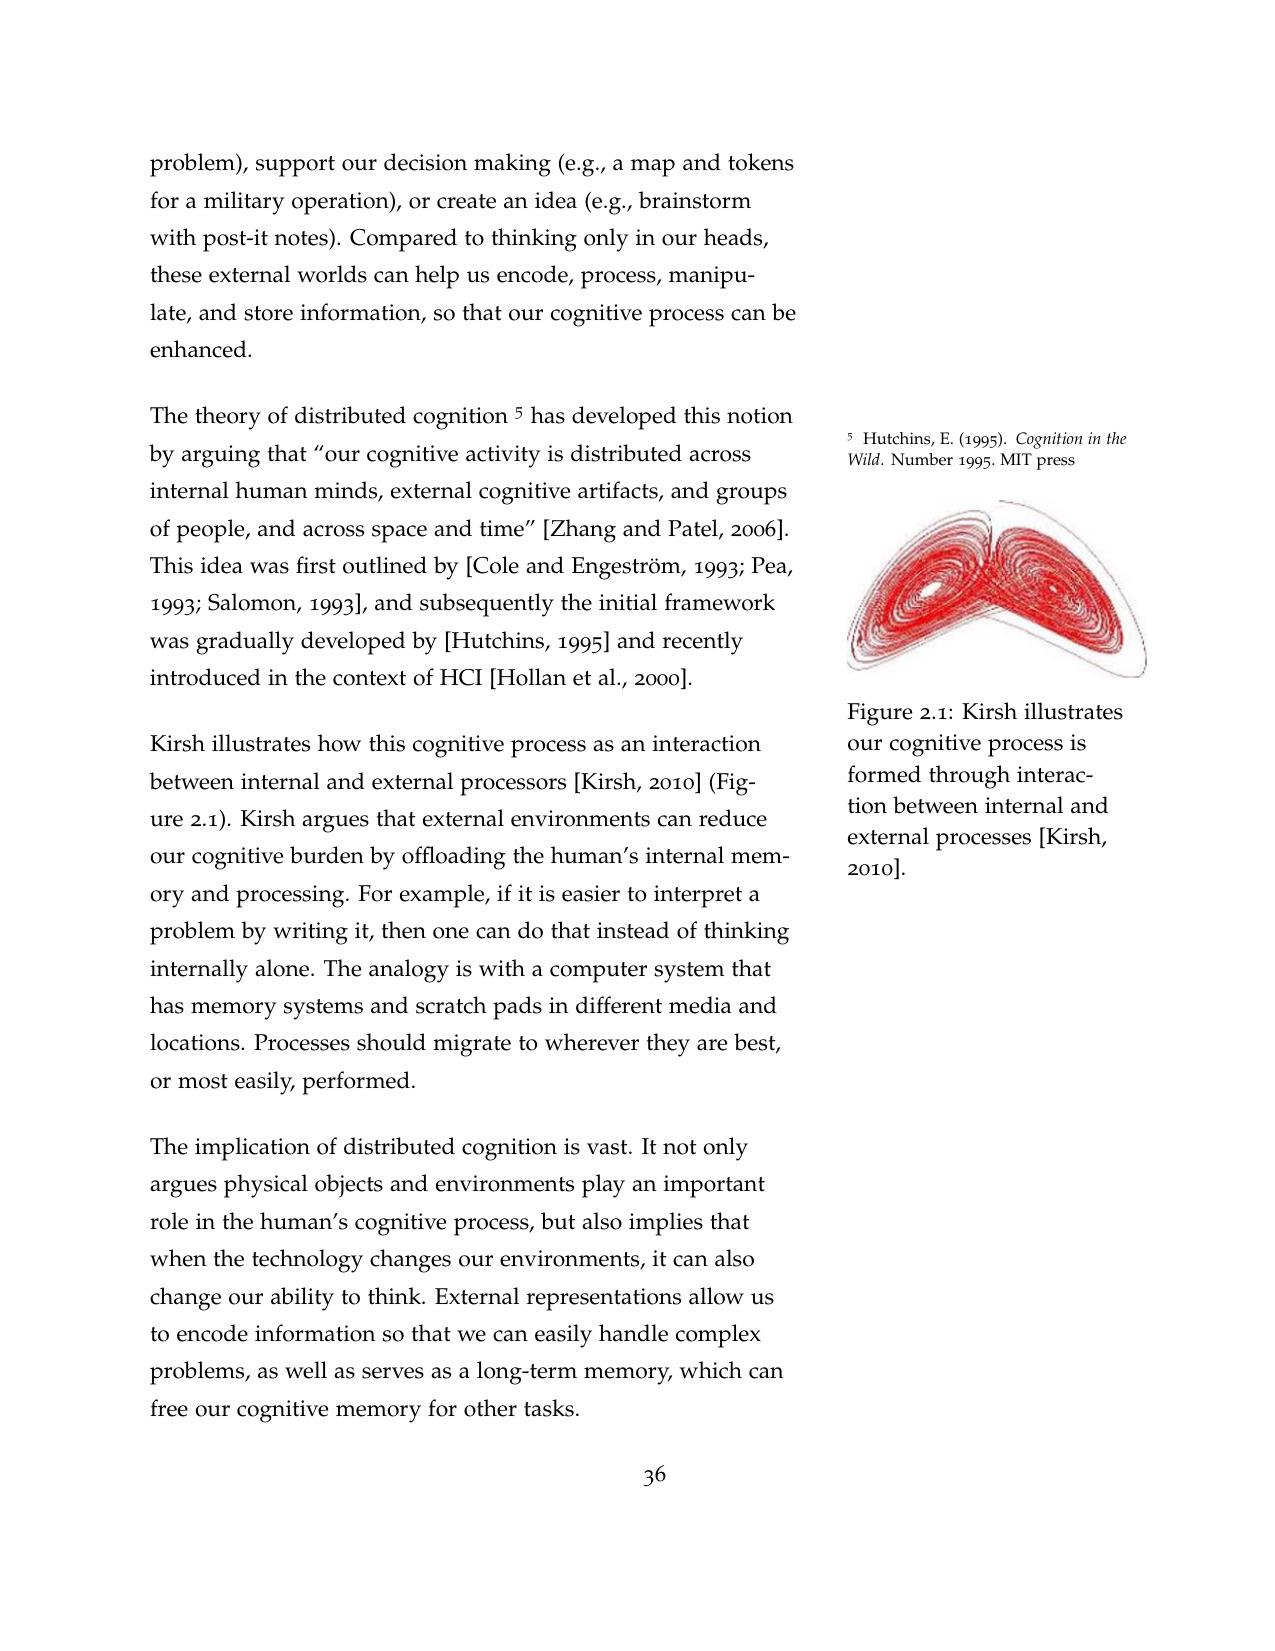 problem), support our decision making (e.g., a map and tokens
for a military operation), or create an idea (e.g., brainstorm
with post-it notes). Compared to thinking only in our heads,
these external worlds can help us encode, process, manipu-
late, and store information, so that our cognitive process can be
enhanced.
The theory of distributed cognition 5 has developed this notion
by arguing that “our cognitive activity is distributed across
internal human minds, external cognitive artifacts, and groups
of people, and across space and time” [Zhang and Patel, 2006].
This idea was first outlined by [Cole and Engeström, 1993; Pea,
1993; Salomon, 1993], and subsequently the initial framework
was gradually developed by [Hutchins, 1995] and recently
introduced in the context of HCI [Hollan et al., 2000].
Kirsh illustrates how this cognitive process as an interaction
between internal and external processors [Kirsh, 2010] (Fig-
ure 2.1). Kirsh argues that external environments can reduce
our cognitive burden by offloading the human’s internal mem-
ory and processing. For example, if it is easier to interpret a
problem by writing it, then one can do that instead of thinking
internally alone. The analogy is with a computer system that
has memory systems and scratch pads in different media and
locations. Processes should migrate to wherever they are best,
or most easily, performed.
The implication of distributed cognition is vast. It not only
argues physical objects and environments play an important
role in the human’s cognitive process, but also implies that
when the technology changes our environments, it can also
change our ability to think. External representations allow us
to encode information so that we can easily handle complex
problems, as well as serves as a long-term memory, which can
free our cognitive memory for other tasks.
5 Hutchins, E. (1995). Cognition in the
Wild. Number 1995. MIT press
Figure 2.1: Kirsh illustrates
our cognitive process is
formed through interac-
tion between internal and
external processes [Kirsh,
2010].
36